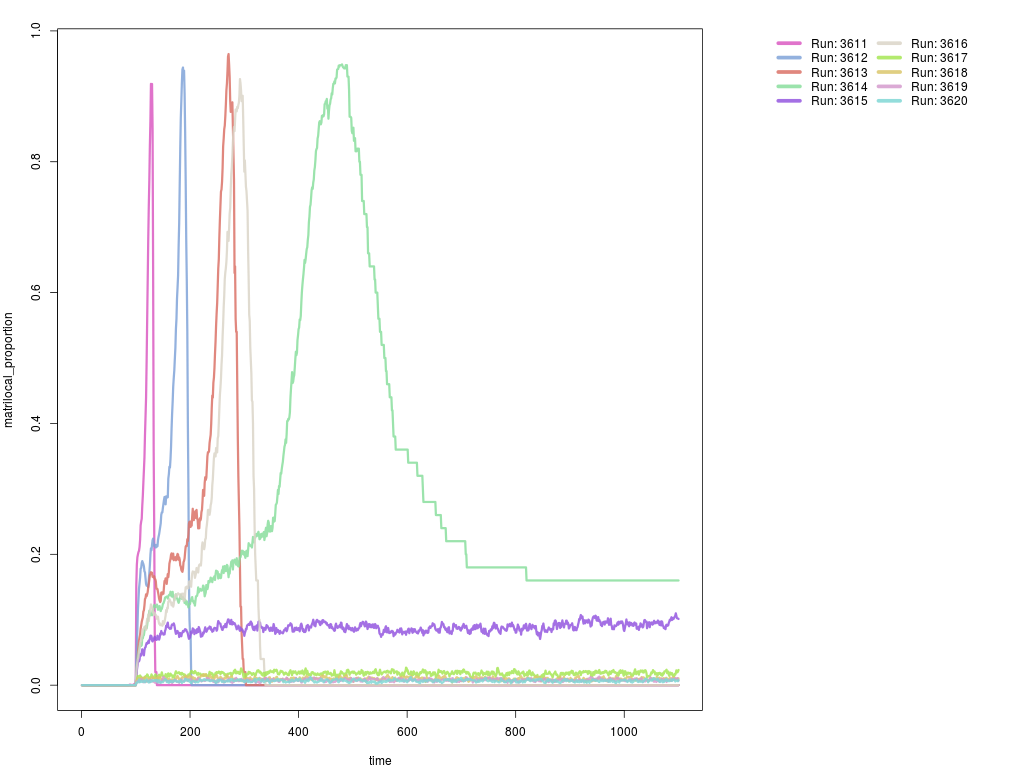 Run: 3611
Run: 3612
Run: 3613
Run: 3614
Run: 3615
Run: 3616
Run: 3617
Run: 3618
Run: 3619
Run: 3620
matrilocal_proportion
1.0
0.8
0.6
0.4
0.2
0.0
0 200 400 600 800 1000
time